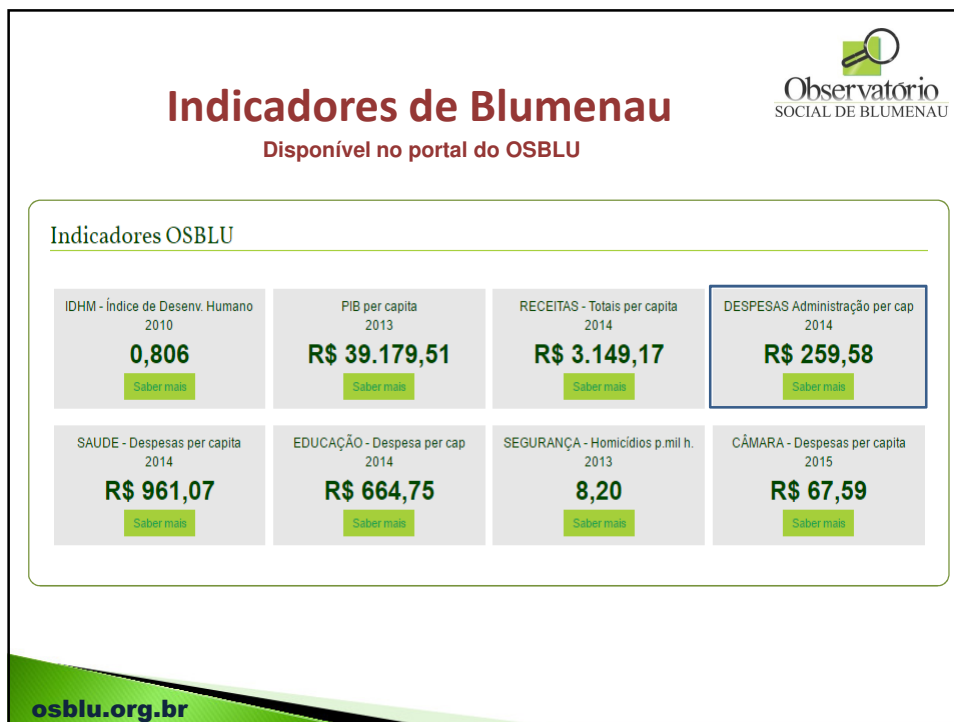 Indicadores de Blumenau
Disponível no portal do OSBLU
Observatório
SOCIAL DE BLUMENAU
Indicadores OSBLU
IDHM - Índice de Desenv. Humano
2010
0,806
Saber mais
PIB per capita
2013
R$ 39.179,51
Saber mais
RECEITAS - Totais per capita
2014
R$ 3.149,17
Saber mais
DESPESAS Administração per cap
2014
R$ 259,58
Saber mais
SAUDE - Despesas per capita
2014
R$ 961,07
Saber mais
EDUCAÇÃO - Despesa per cap
2014
R$ 664,75
Saber mais
SEGURANÇA - Homicídios p.mil h.
2013
8,20
Saber mais
CÂMARA - Despesas per capita
2015
R$ 67,59
Saber mais
osblu.org.br